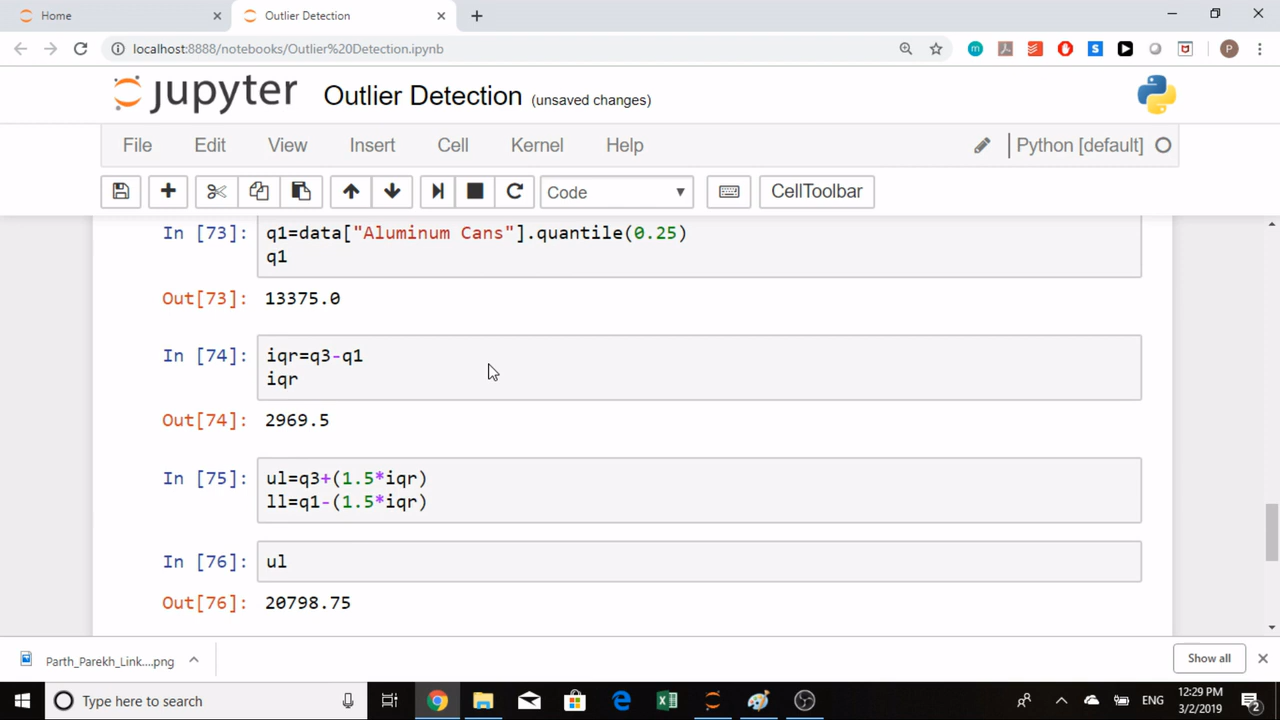 Home
Outlier Detection
localhost:8888/notebooks/Outlier%20Detection.ipynb
P
jupyter Outlier Detection (unsaved changes)
File Edit View Insert Cell Kernel Help
Python [default]
Code
CellToolbar
In [73]: q1=data["Aluminum Cans"].quantile(0.25)
q1
Out[73]: 13375.0
In [74]: iqr=q3-q1
iqr
Out[74]: 2969.5
In [75]: ul=q3+(1.5*iqr)
ll=q1-(1.5*iqr)
In [76]: ul
Out[76]: 20798.75
Parth_Parekh_Link....png
Show all
Type here to search
ENG
12:29 PM
3/2/2019
2